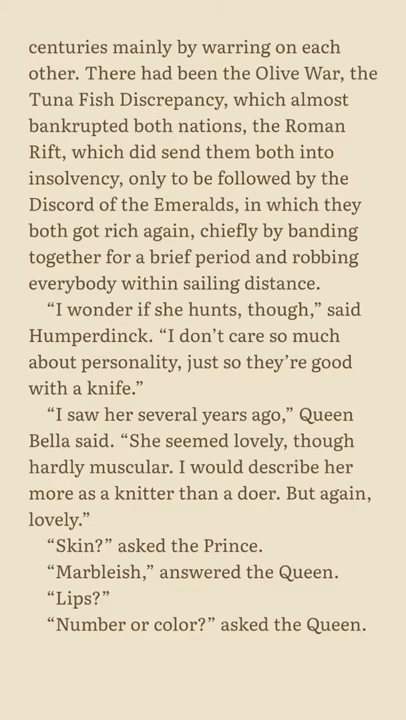 centuries mainly by warring on each
other. There had been the Olive War, the
Tuna Fish Discrepancy, which almost
bankrupted both nations, the Roman
Rift, which did send them both into
insolvency, only to be followed by the
Discord of the Emeralds, in which they
both got rich again, chiefly by banding
together for a brief period and robbing
everybody within sailing distance.
“I wonder if she hunts, though,” said
Humperdinck. “I don’t care so much
about personality, just so they’re good
with a knife.”
“I saw her several years ago,” Queen
Bella said. “She seemed lovely, though
hardly muscular. I would describe her
more as a knitter than a doer. But again,
lovely.”
“Skin?” asked the Prince.
“Marbleish,” answered the Queen.
“Lips?”
“Number or color?” asked the Queen.